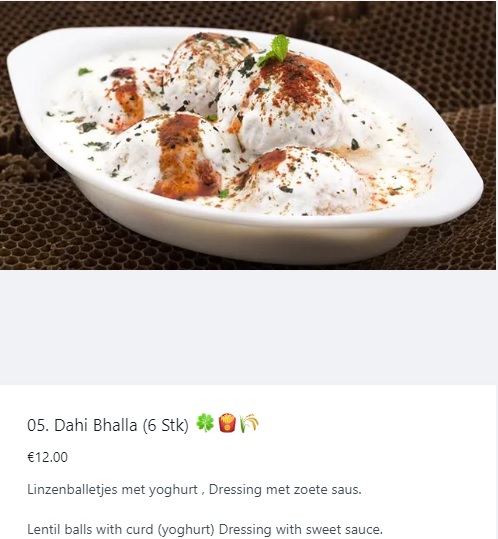 05. Dahi Bhalla (6 Stk) 🍀🍟🌾
€12.00
Linzenballetjes met yoghurt , Dressing met zoete saus.
Lentil balls with curd (yoghurt) Dressing with sweet sauce.